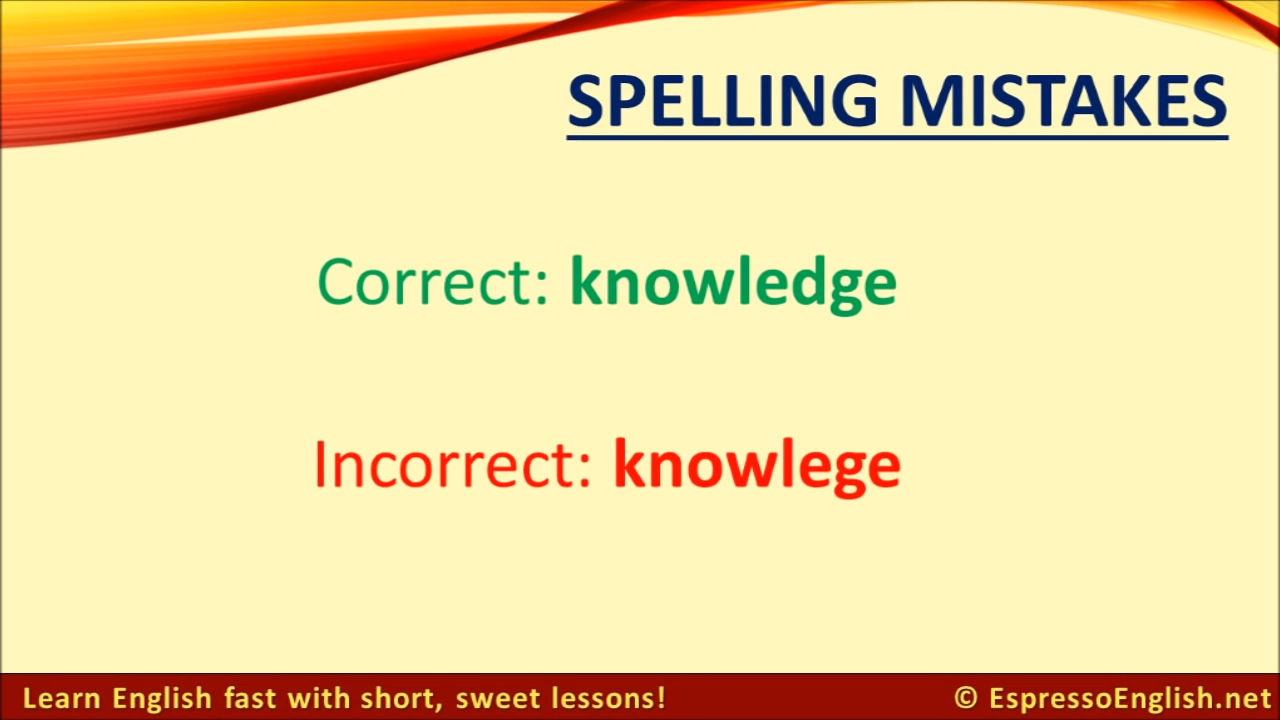 SPELLING MISTAKES
Correct: knowledge
Incorrect: knowlege
Learn English fast with short, sweet lessons!
© EspressoEnglish.net